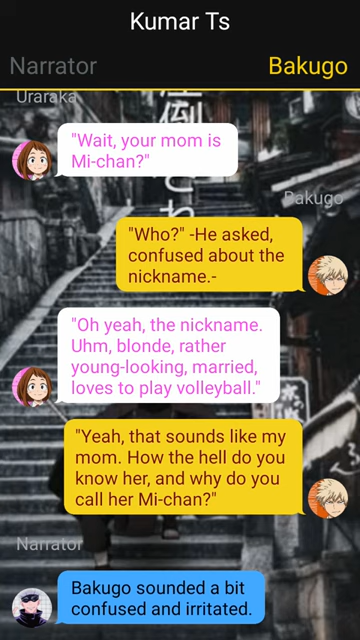 Kumar Ts
Narrator
Bakugo
Uraraka
"Wait, your mom is
Mi-chan?"
Bakugo
"Who?" -He asked,
confused about the
nickname.-
"Oh yeah, the nickname.
Uhm, blonde, rather
young-looking, married,
loves to play volleyball."
"Yeah, that sounds like my
mom. How the hell do you
know her, and why do you
call her Mi-chan?"
Narrator
Bakugo sounded a bit
confused and irritated.